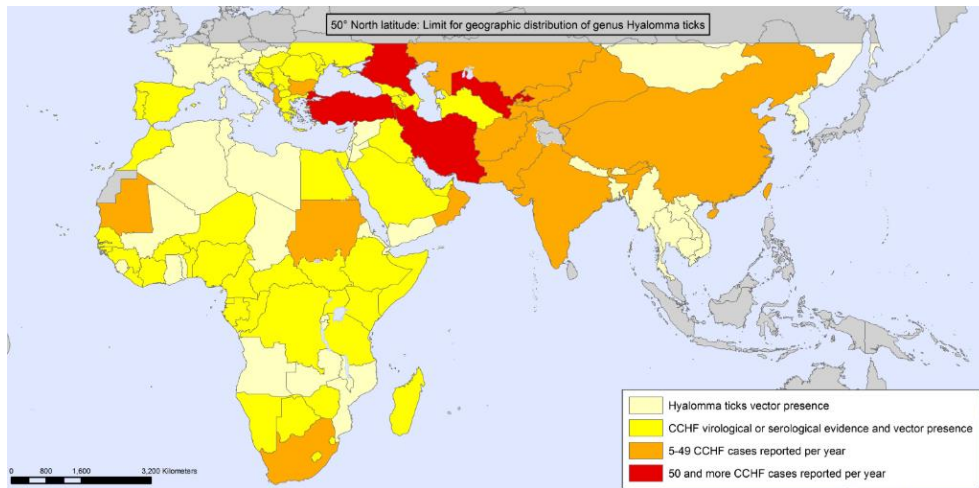 50° North latitude: Limit for geographic distribution of genus Hyalomma ticks
Hyalomma ticks vector presence
CCHF virological or serological evidence and vector presence
5-49 CCHF cases reported per year
50 and more CCHF cases reported per year
0 800 1,600 3,200 Kilometers